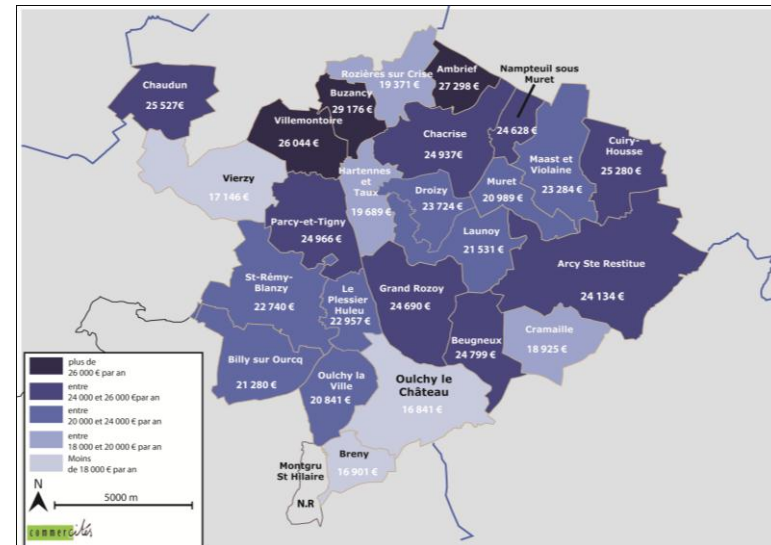 Chaudun
25 527€
Rozières sur Crise
19 371 €
Ambrief
27 298 €
Nampteuil sous
Muret
24 628 €
Buzancy
29 176 €
Villemontoire
26 044 €
Chacrise
24 937€
Cuiry-
Housse
25 280 €
Maast et
Violaine
23 284 €
Vierzy
17 146 €
Hartennes
et
Taux
19 689 €
Droizy
23 724 €
Muret
20 989 €
Parcy-et-Tigny
24 966 €
Launoy
21 531 €
Arcy Ste Restitue
24 134 €
St-Rémy-
Blanzy
22 740 €
Le
Plessier
Huleu
22 957 €
Grand Rozoy
24 690 €
Beugneux
24 799 €
Cramaille
18 925 €
Billy sur Ourcq
21 280 €
Oulchy la
Ville
20 841 €
Oulchy le
Château
16 841 €
Breny
16 901 €
Montgru
St Hilaire
N.R
plus de
26 000 € par an
entre
24 000 et 26 000 €par an
entre
20 000 et 24 000 € par an
entre
18 000 et 20 000 € par an
Moins
de 18 000 € par an
N
5000 m
commercités